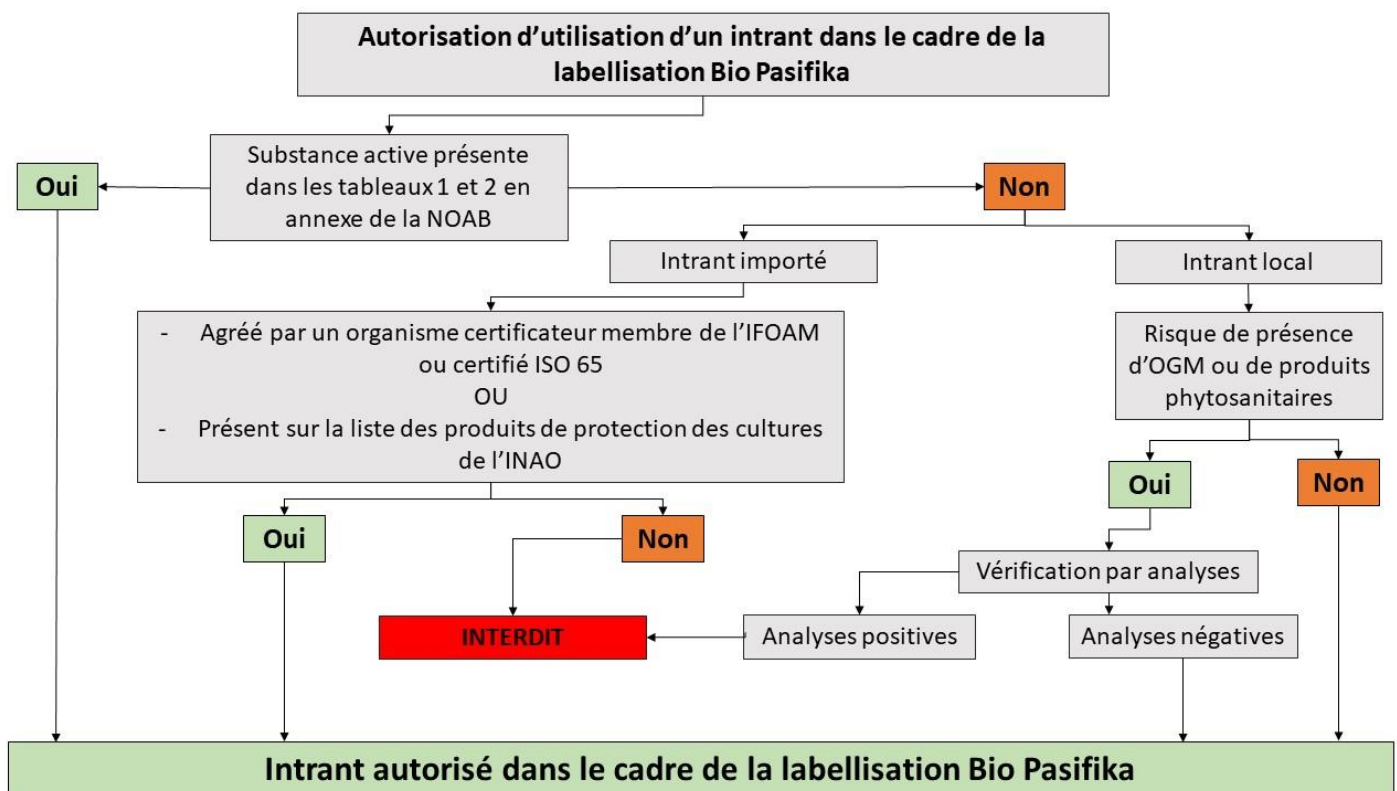 Autorisation d'utilisation d'un intrant dans le cadre de la
labellisation Bio Pasifika
Substance active présente
dans les tableaux 1 et 2 en
annexe de la NOAB
Oui
Non
Intrant importé
Intrant local
- Agréé par un organisme certificateur membre de l'IFOAM
ou certifié ISO 65
OU
- Présent sur la liste des produits de protection des cultures
de l'INAO
Risque de présence
d'OGM ou de produits
phytosanitaires
Oui
Non
Oui
Non
Vérification par analyses
INTERDIT
Analyses positives
Analyses négatives
Intrant autorisé dans le cadre de la labellisation Bio Pasifika